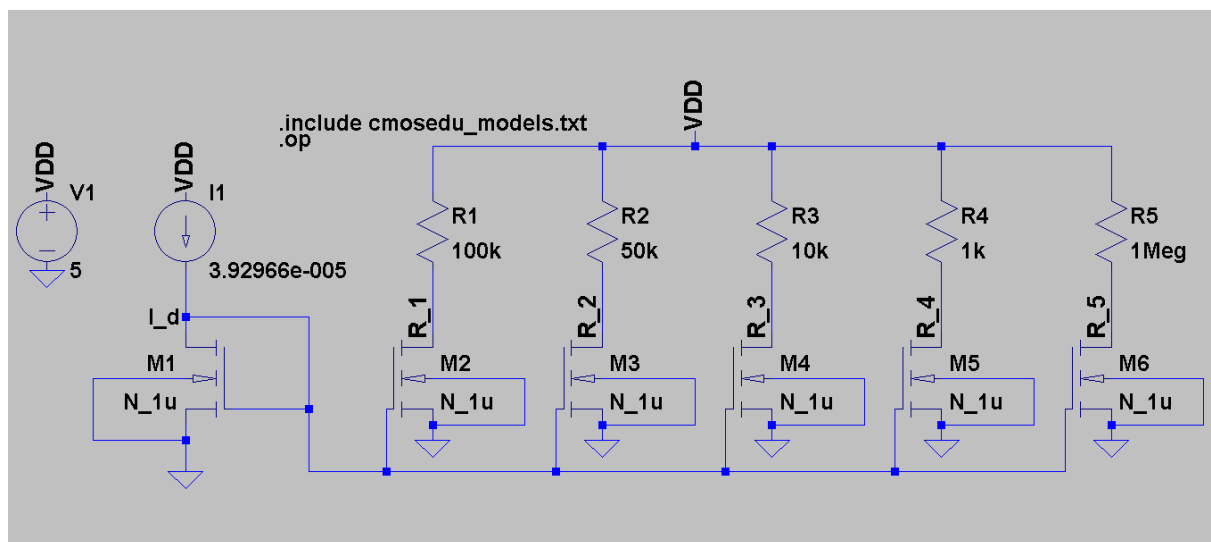 .include cmosedu_models.txt
.op
VDD
VDD
VDD
V1
5
I1
3.92966e-005
R1
100k
R2
50k
R3
10k
R4
1k
R5
1Meg
I_d
R_1
R_2
R_3
R_4
R_5
M1
N_1u
M2
N_1u
M3
N_1u
M4
N_1u
M5
N_1u
M6
N_1u